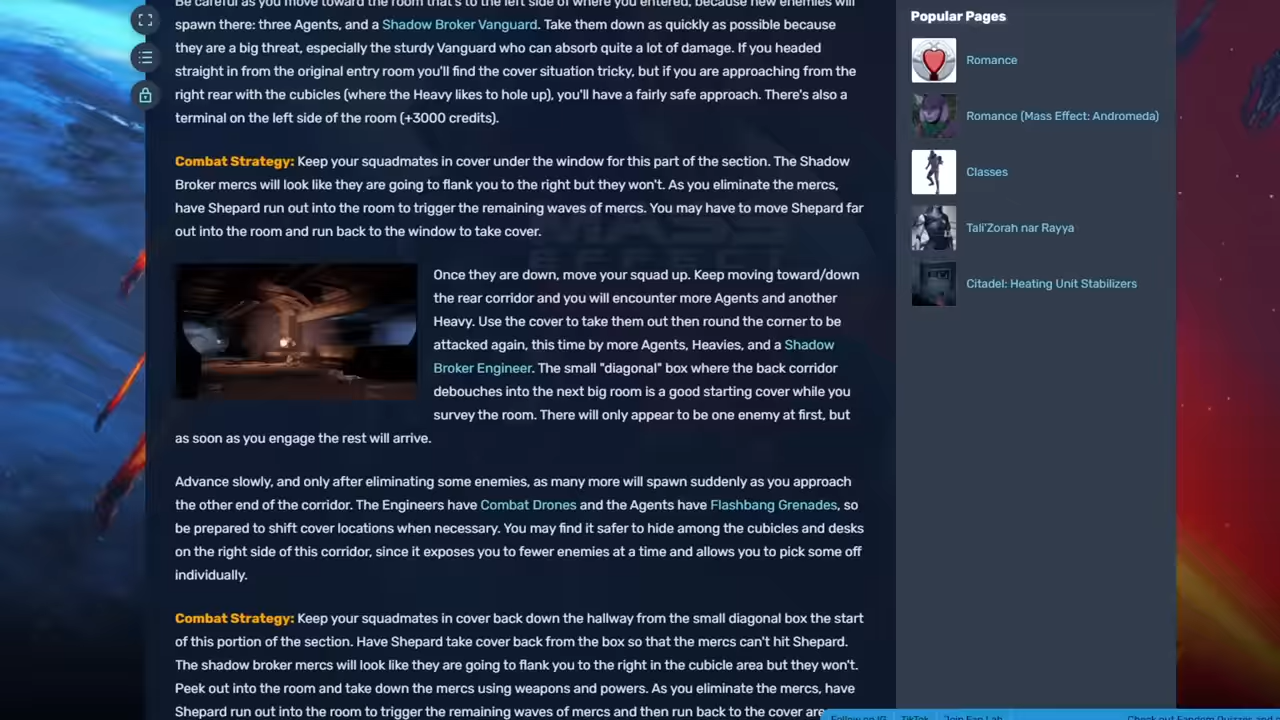 Be careful as you move toward the room that's to the left side of where you entered, because new enemies will
spawn there: three Agents, and a Shadow Broker Vanguard. Take them down as quickly as possible because
they are a big threat, especially the sturdy Vanguard who can absorb quite a lot of damage. If you headed
straight in from the original entry room you'll find the cover situation tricky, but if you are approaching from the
right rear with the cubicles (where the Heavy likes to hole up), you'll have a fairly safe approach. There's also a
terminal on the left side of the room (+3000 credits).
Combat Strategy: Keep your squadmates in cover under the window for this part of the section. The Shadow
Broker mercs will look like they are going to flank you to the right but they won't. As you eliminate the mercs,
have Shepard run out into the room to trigger the remaining waves of mercs. You may have to move Shepard far
out into the room and run back to the window to take cover.
MASS
EFFECT
Once they are down, move your squad up. Keep moving toward/down
the rear corridor and you will encounter more Agents and another
Heavy. Use the cover to take them out then round the corner to be
attacked again, this time by more Agents, Heavies, and a Shadow
Broker Engineer. The small "diagonal" box where the back corridor
debouches into the next big room is a good starting cover while you
survey the room. There will only appear to be one enemy at first, but
as soon as you engage the rest will arrive.
Advance slowly, and only after eliminating some enemies, as many more will spawn suddenly as you approach
the other end of the corridor. The Engineers have Combat Drones and the Agents have Flashbang Grenades, so
be prepared to shift cover locations when necessary. You may find it safer to hide among the cubicles and desks
on the right side of this corridor, since it exposes you to fewer enemies at a time and allows you to pick some off
individually.
Combat Strategy: Keep your squadmates in cover back down the hallway from the small diagonal box the start
of this portion of the section. Have Shepard take cover back from the box so that the mercs can't hit Shepard.
The shadow broker mercs will look like they are going to flank you to the right in the cubicle area but they won't.
Peek out into the room and take down the mercs using weapons and powers. As you eliminate the mercs, have
Shepard run out into the room to trigger the remaining waves of mercs and then run back to the cover are
Popular Pages
Romance
Romance (Mass Effect: Andromeda)
Classes
Tali'Zorah nar Rayya
Citadel: Heating Unit Stabilizers
Follow on IG
TikTok
Join Fan Lab
Check out Fandom Quizzes and